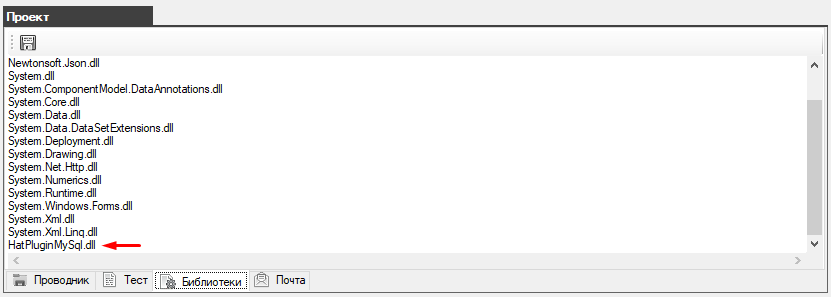 Проект
Newtonsoft.Json.dll
System.dll
System.ComponentModel.DataAnnotations.dll
System.Core.dll
System.Data.dll
System.Data.DataSetExtensions.dll
System.Deployment.dll
System.Drawing.dll
System.Net.Http.dll
System.Numerics.dll
System.Runtime.dll
System.Windows.Forms.dll
System.Xml.dll
System.Xml.Linq.dll
HatPluginMySql.dll
Проводник Тест Библиотеки Почта